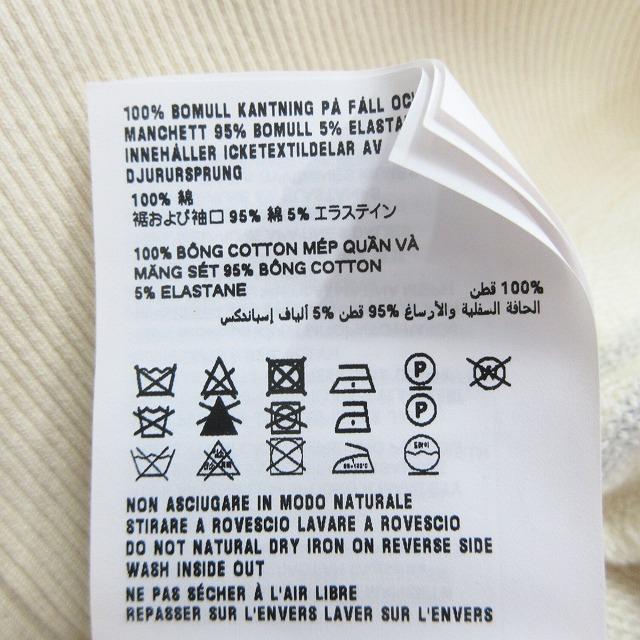 100% BOMULL KANTNING PÅ FÅLL
MANCHETT 95% BOMULL 5%
INNEHÅLLER ICKETEXTILDELAR AV
DJURURSPRUNG
100% 綿
裾および袖口 95% 綿 5% エラステイン
100% BÔNG COTTON MÉP QUẦN VÀ
MĂNG SÉT 95% BÔNG COTTON
5% ELASTANE
100% قطن
الحافة السفلية والأرساغ 95% قطن 5% ألياف إسباندكس
P W
P
NON ASCIUGARE IN MODO NATURALE
STIRARE A ROVESCIO LAVARE A ROVESCIO
DO NOT NATURAL DRY IRON ON REVERSE SIDE
WASH INSIDE OUT
NE PAS SÉCHER À L'AIR LIBRE
REPASSER SUR L'ENVERS LAVER SUR L'ENVERS